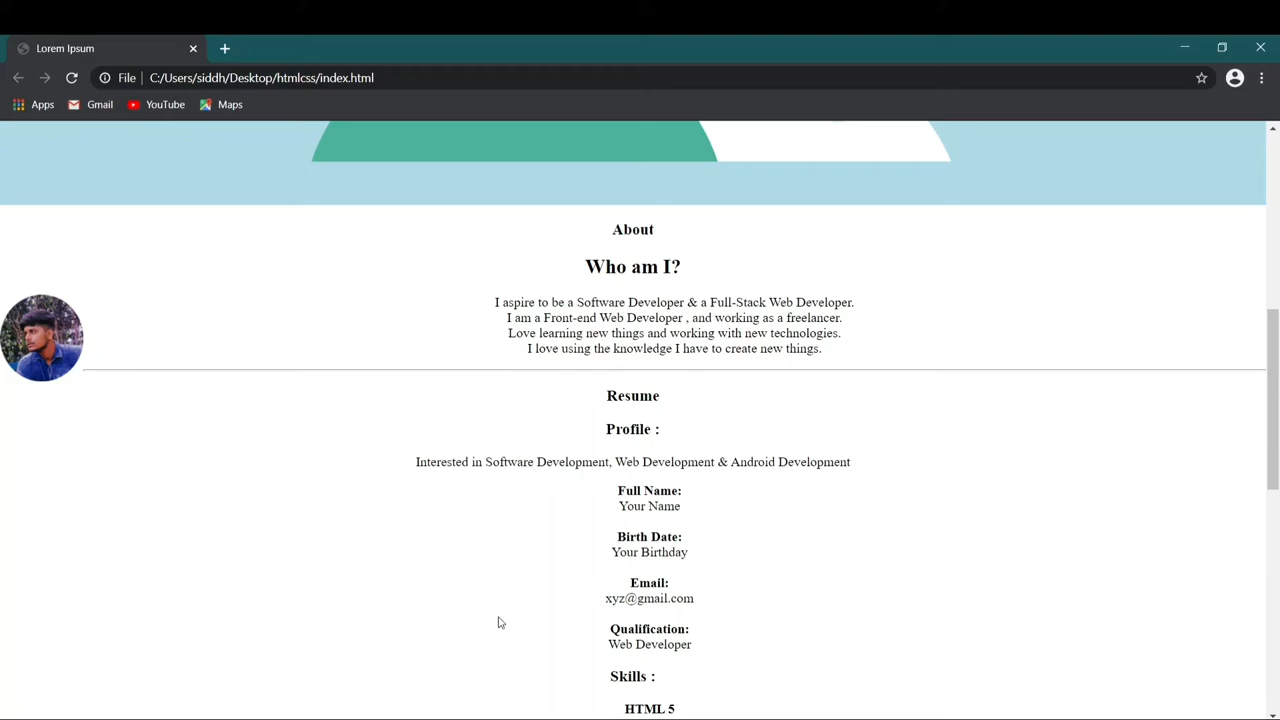 Lorem Ipsum
File C:/Users/siddh/Desktop/htmlcss/index.html
Apps Gmail YouTube Maps
About
Who am I?
I aspire to be a Software Developer & a Full-Stack Web Developer.
I am a Front-end Web Developer , and working as a freelancer.
Love learning new things and working with new technologies.
I love using the knowledge I have to create new things.
Resume
Profile :
Interested in Software Development, Web Development & Android Development
Full Name:
Your Name
Birth Date:
Your Birthday
Email:
xyz@gmail.com
Qualification:
Web Developer
Skills :
HTML 5